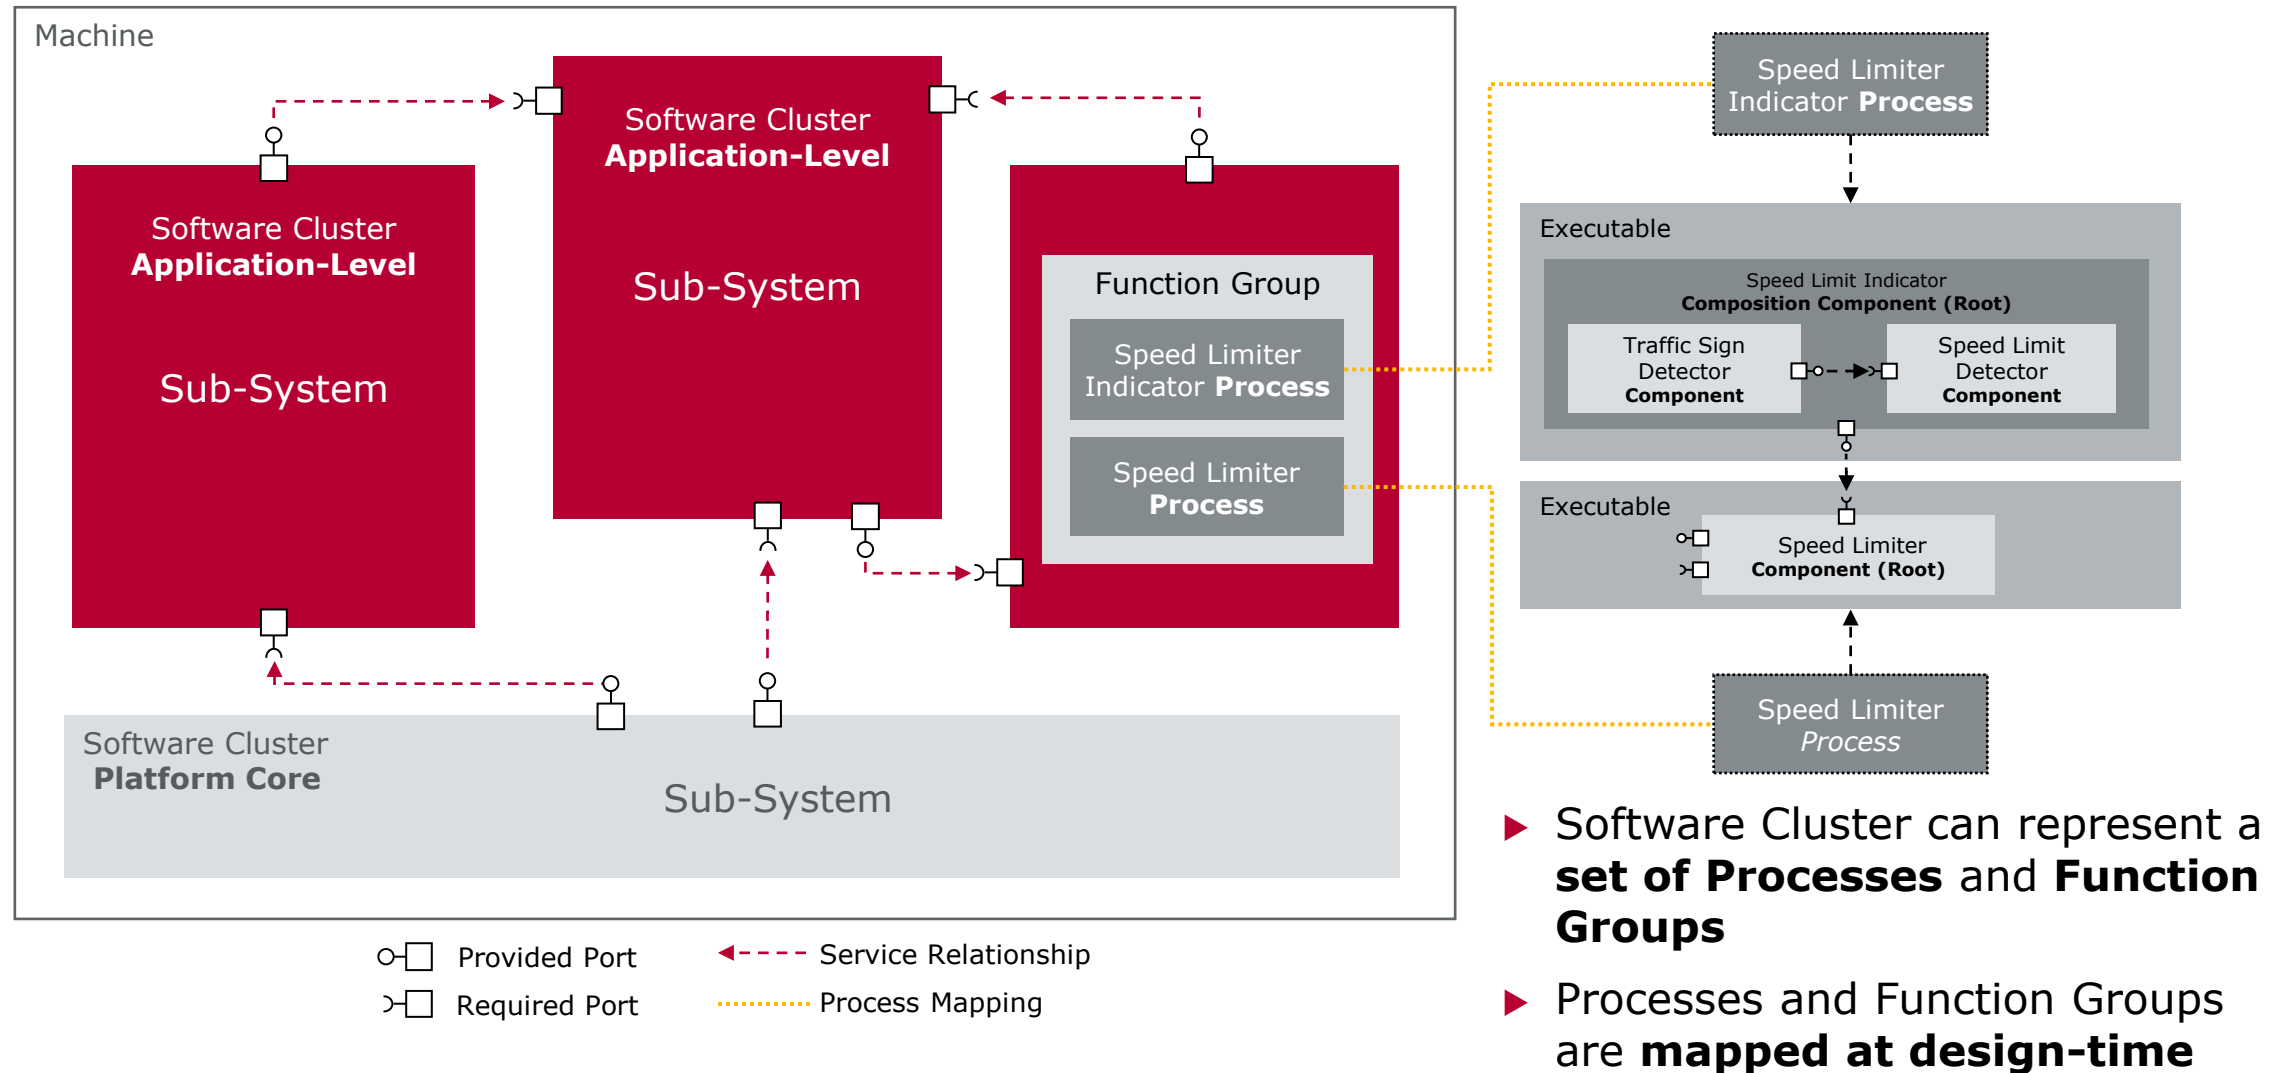 Machine
Software Cluster
Application-Level
Sub-System
Software Cluster
Application-Level
Sub-System
Function Group
Speed Limiter
Indicator Process
Speed Limiter
Process
Software Cluster
Platform Core
Sub-System
Provided Port
Required Port
Service Relationship
Process Mapping
Speed Limiter
Indicator Process
Executable
Speed Limit Indicator
Composition Component (Root)
Traffic Sign
Detector
Component
Speed Limit
Detector
Component
Executable
Speed Limiter
Component (Root)
Speed Limiter
Process
Software Cluster can represent a
set of Processes and Function
Groups
Processes and Function Groups
are mapped at design-time